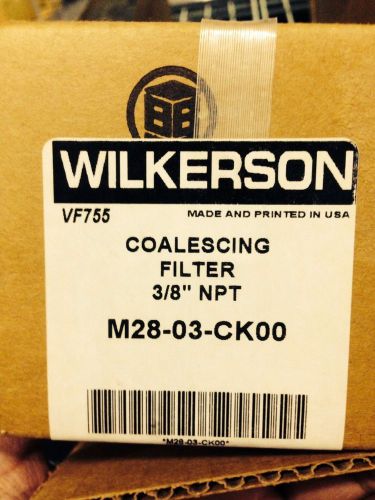 WILKERSON
VF755 MADE AND PRINTED IN USA
COALESCING
FILTER
3/8" NPT
M28-03-CK00
*M28-03-CK00*